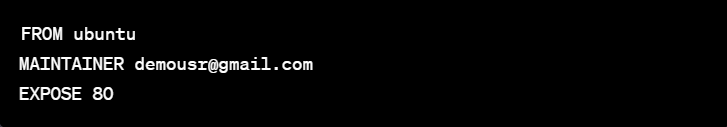 FROM ubuntu
MAINTAINER demousr@gmail.com
EXPOSE 80